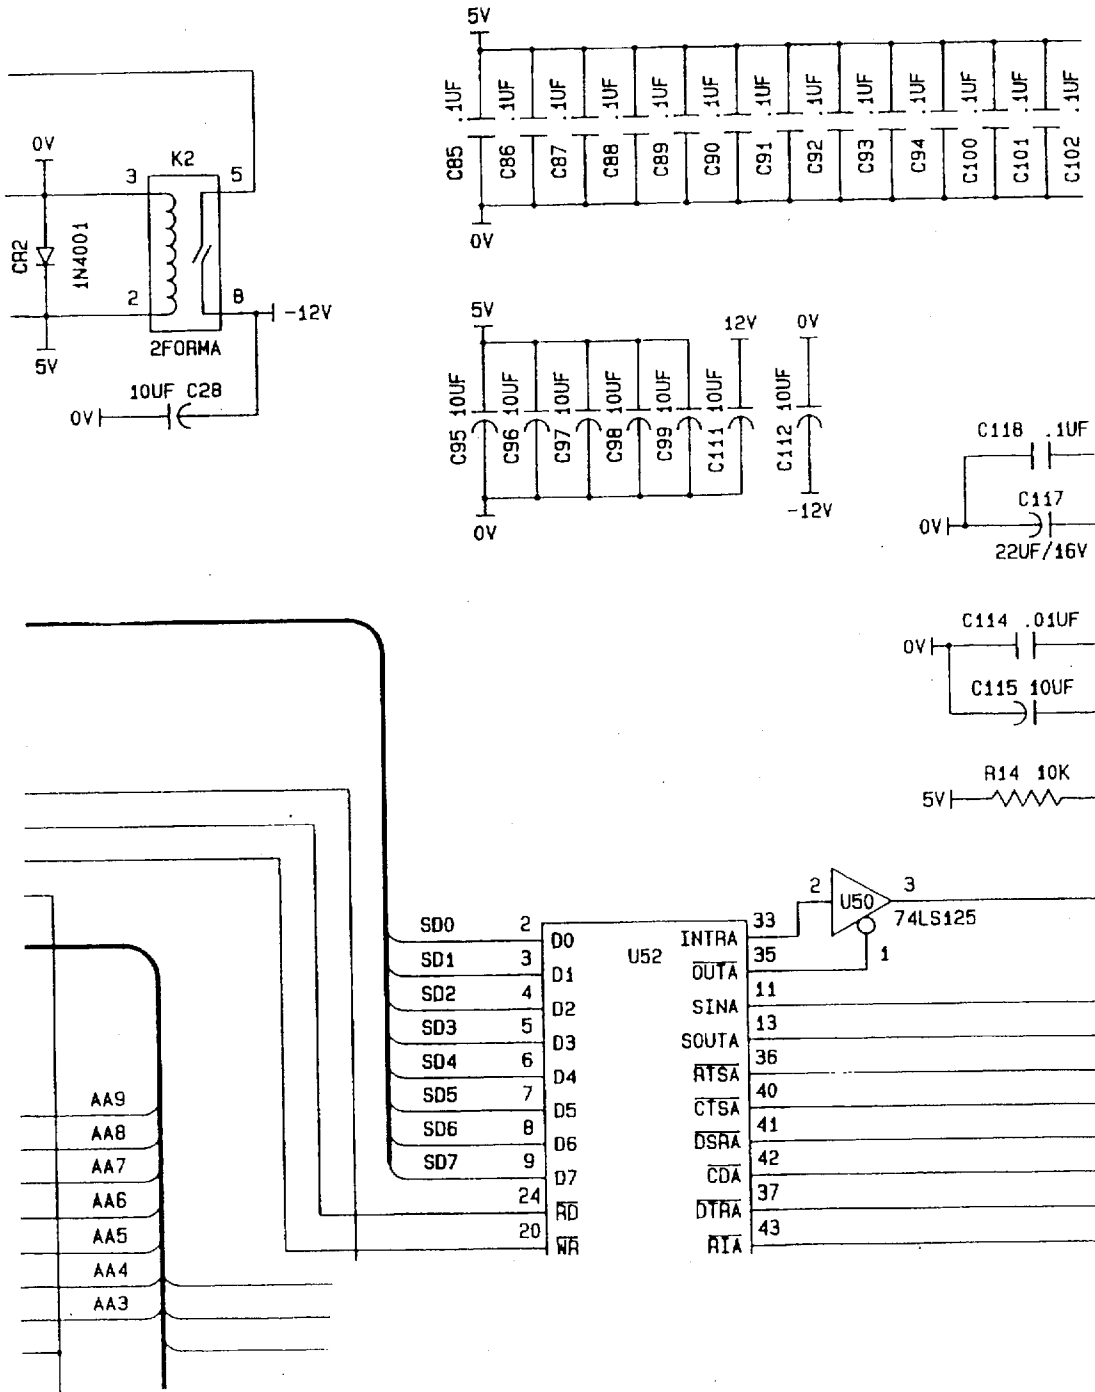 5V
C85 .1UF
C86 .1UF
C87 .1UF
C88 .1UF
C89 .1UF
C90 .1UF
C91 .1UF
C92 .1UF
C93 .1UF
C94 .1UF
C100 .1UF
C101 .1UF
C102 .1UF
0V
0V
K2
3
5
CR2
1N4001
2
8
-12V
2FORMA
5V
10UF C28
0V
5V
12V
0V
C95 10UF
C96 10UF
C97 10UF
C98 10UF
C99 10UF
C111 10UF
C112 10UF
0V
-12V
C118 .1UF
C117
0V
22UF/16V
C114 .01UF
0V
C115 10UF
R14 10K
5V
2
U50
3
74LS125
1
U52
SD0 2 D0
SD1 3 D1
SD2 4 D2
SD3 5 D3
SD4 6 D4
SD5 7 D5
SD6 8 D6
SD7 9 D7
24 RD
20 WR
INTRA 33
OUTA 35
SINA 11
SOUTA 13
RTSA 36
CTSA 40
DSRA 41
CDA 42
DTRA 37
RIA 43
AA9
AA8
AA7
AA6
AA5
AA4
AA3